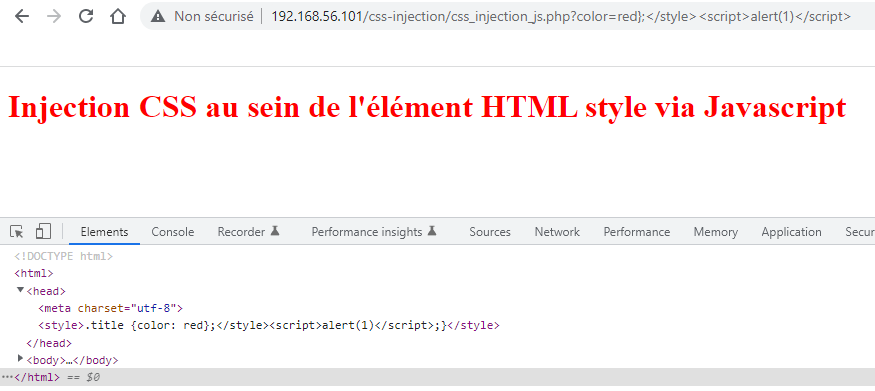 Non sécurisé 192.168.56.101/css-injection/css_injection_js.php?color=red};</style><script>alert(1)</script>
Injection CSS au sein de l'élément HTML style via Javascript
Elements Console Recorder Performance insights Sources Network Performance Memory Application Secur
<!DOCTYPE html>
<html>
<head>
<meta charset="utf-8">
<style>.title {color: red};</style><script>alert(1)</script>;}</style>
</head>
<body>…</body>
…</html> == $0